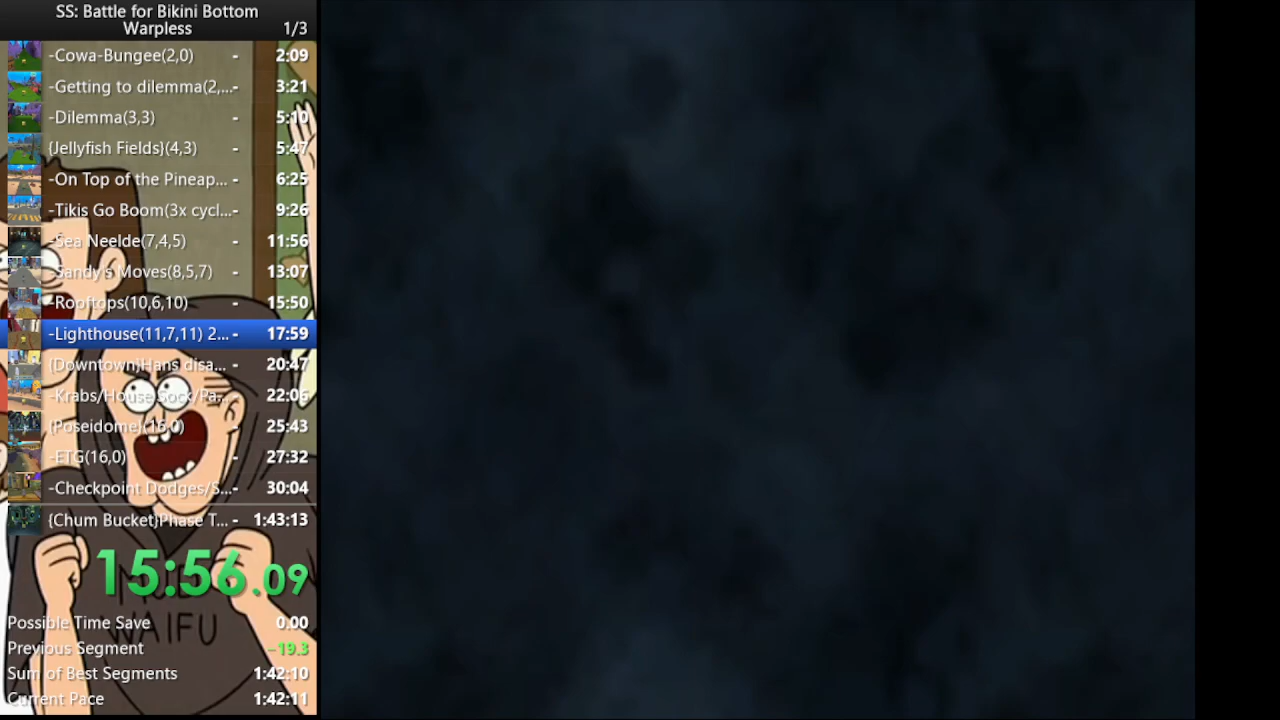 SS: Battle for Bikini Bottom
Warpless 1/3
-Cowa-Bungee(2,0) - 2:09
-Getting to dilemma(2,...- 3:21
-Dilemma(3,3) - 5:10
{Jellyfish Fields}(4,3) - 5:47
-On Top of the Pineap... - 6:25
-Tikis Go Boom(3x cycl...- 9:26
-Sea Neelde(7,4,5) - 11:56
-Sandy's Moves(8,5,7) - 13:07
-Rooftops(10,6,10) - 15:50
-Lighthouse(11,7,11) 2... - 17:59
{Downtown}Hans disa... - 20:47
-Krabs/House Sock/Pa...- 22:06
{Poseidome}(16,0) - 25:43
-ETG(16,0) - 27:32
-Checkpoint Dodges/S...- 30:04
{Chum Bucket}Phase T... - 1:43:13
15:56.09
Possible Time Save 0.00
Previous Segment −19.3
Sum of Best Segments 1:42:10
Current Pace 1:42:11
WAIFU